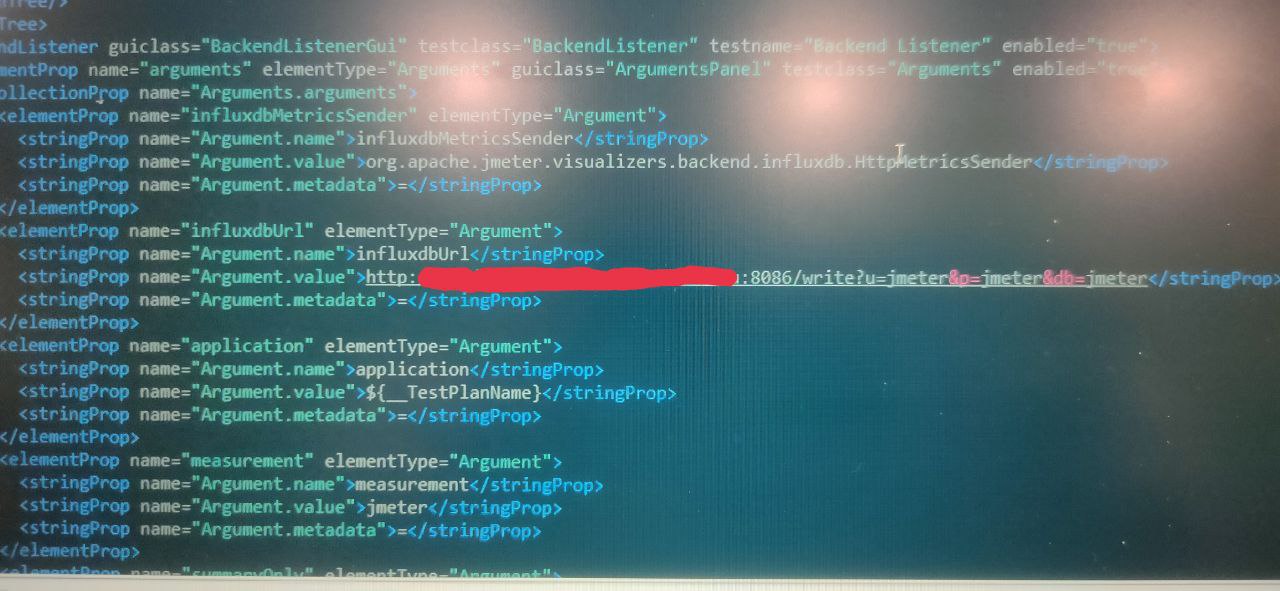 Tree/>
Tree>
ndListener guiclass="BackendListenerGui" testclass="BackendListener" testname="Backend Listener" enabled="true">
mentProp name="arguments" elementType="Arguments" guiclass="ArgumentsPanel" testclass="Arguments" enabled="true"
ollectionProp name="Arguments.arguments">
<elementProp name="influxdbMetricsSender" elementType="Argument">
<stringProp name="Argument.name">influxdbMetricsSender</stringProp>
<stringProp name="Argument.value">org.apache.jmeter.visualizers.backend.influxdb.HttpMetricsSender</stringProp>
<stringProp name="Argument.metadata">=</stringProp>
</elementProp>
<elementProp name="influxdbUrl" elementType="Argument">
<stringProp name="Argument.name">influxdbUrl</stringProp>
<stringProp name="Argument.value">http: :8086/write?u=jmeter&p=jmeter&db=jmeter</stringProp>
<stringProp name="Argument.metadata">=</stringProp>
</elementProp>
<elementProp name="application" elementType="Argument">
<stringProp name="Argument.name">application</stringProp>
<stringProp name="Argument.value">${__TestPlanName}</stringProp>
<stringProp name="Argument.metadata">=</stringProp>
</elementProp>
<elementProp name="measurement" elementType="Argument">
<stringProp name="Argument.name">measurement</stringProp>
<stringProp name="Argument.value">jmeter</stringProp>
<stringProp name="Argument.metadata">=</stringProp>
</elementProp>
<elementProp name="summaryOnly" elementType="Argument">